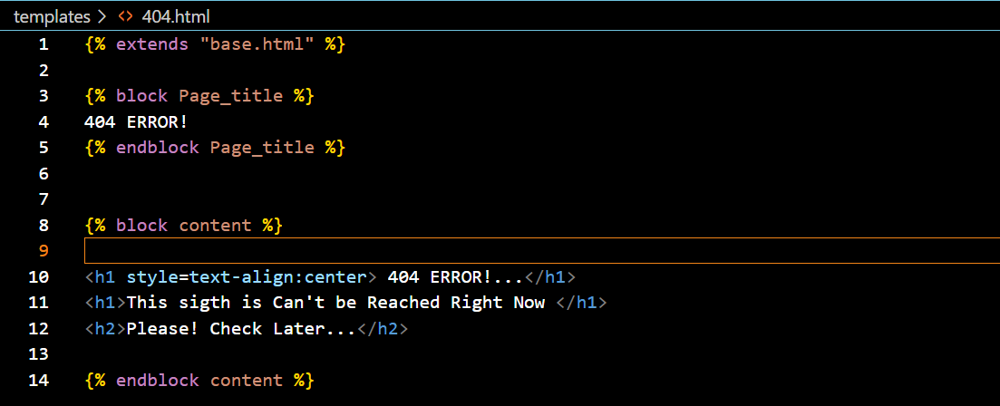 templates > <> 404.html
1 {% extends "base.html" %}
2
3 {% block Page_title %}
4 404 ERROR!
5 {% endblock Page_title %}
6
7
8 {% block content %}
9
10 <h1 style=text-align:center> 404 ERROR!...</h1>
11 <h1>This sigth is Can't be Reached Right Now </h1>
12 <h2>Please! Check Later...</h2>
13
14 {% endblock content %}